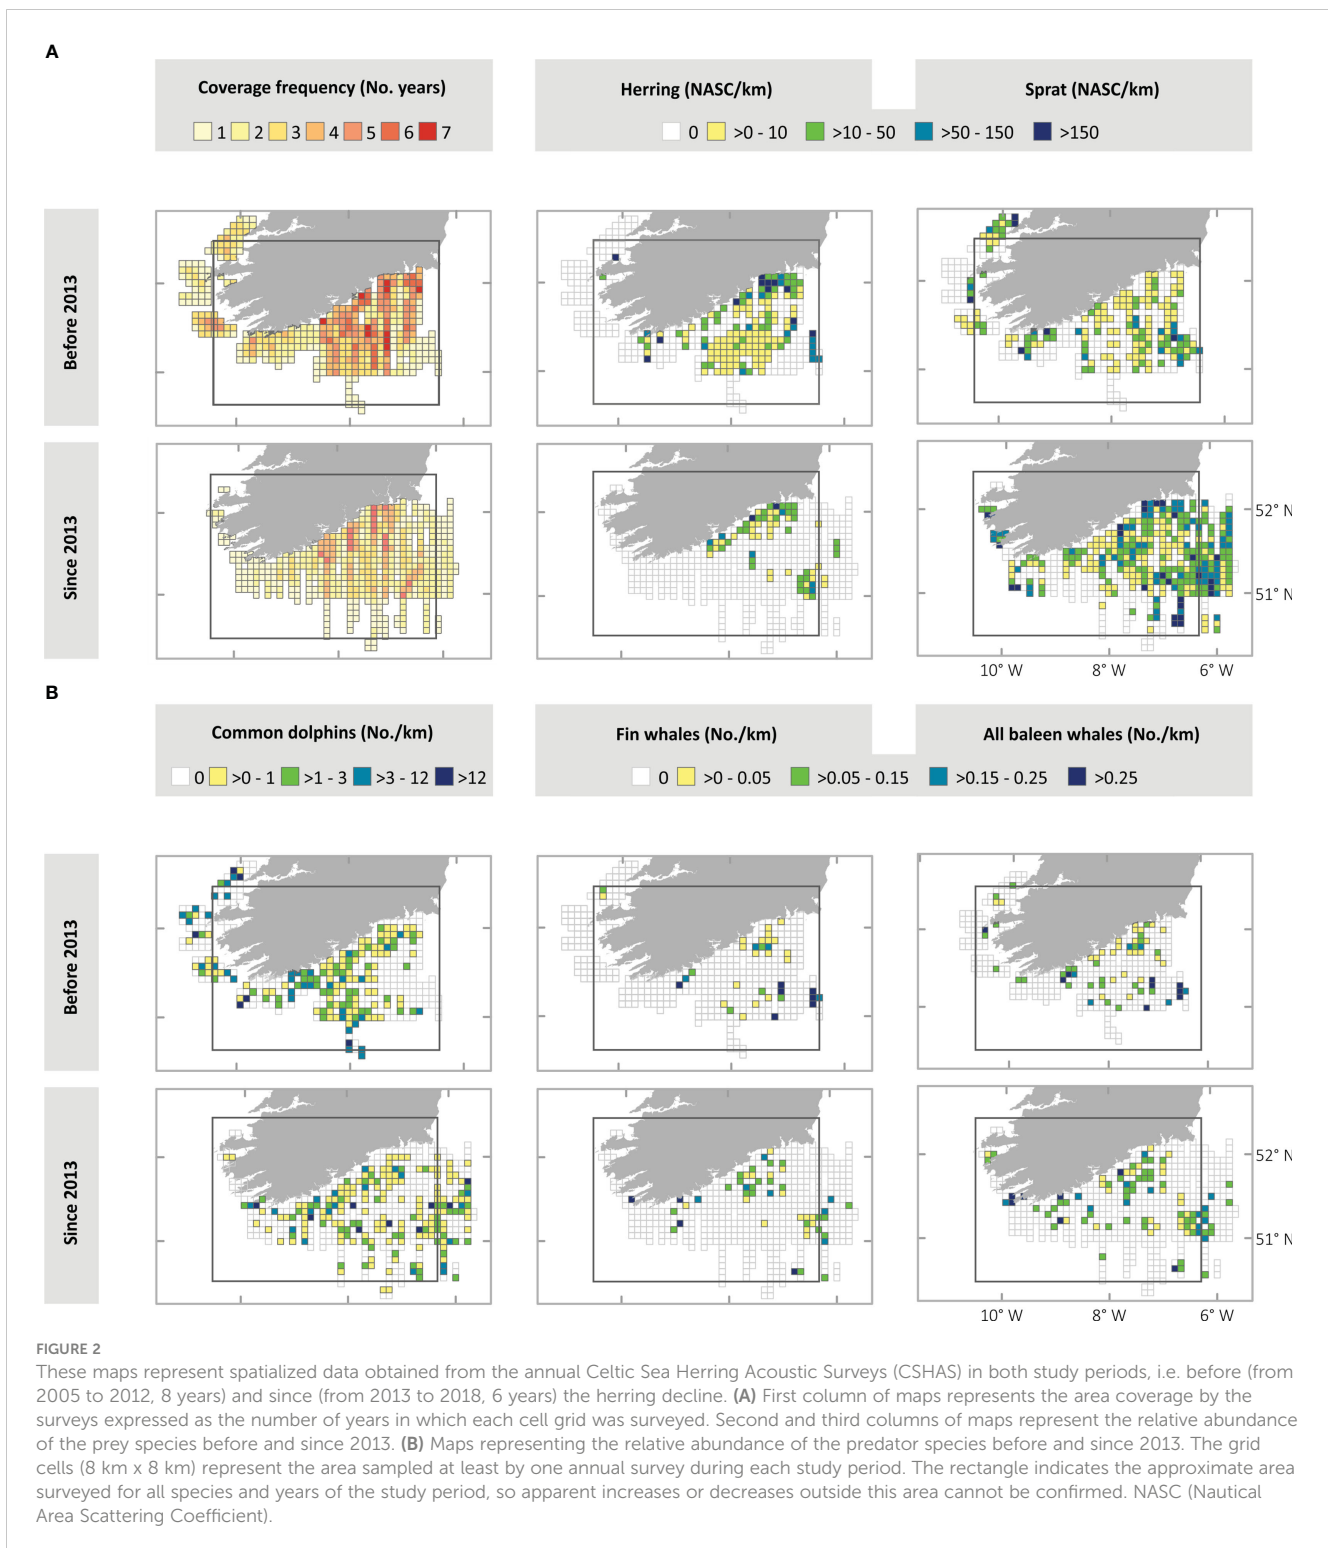 A
Coverage frequency (No. years)
1 2 3 4 5 6 7
Herring (NASC/km)
Sprat (NASC/km)
0 >0 - 10 >10 - 50 >50 - 150 >150
Before 2013
Since 2013
52° N
51° N
10° W 8° W 6° W
B
Common dolphins (No./km)
0 >0 - 1 >1 - 3 >3 - 12 >12
Fin whales (No./km)
All baleen whales (No./km)
0 >0 - 0.05 >0.05 - 0.15 >0.15 - 0.25 >0.25
Before 2013
Since 2013
52° N
51° N
10° W 8° W 6° W
FIGURE 2
These maps represent spatialized data obtained from the annual Celtic Sea Herring Acoustic Surveys (CSHAS) in both study periods, i.e. before (from
2005 to 2012, 8 years) and since (from 2013 to 2018, 6 years) the herring decline. (A) First column of maps represents the area coverage by the
surveys expressed as the number of years in which each cell grid was surveyed. Second and third columns of maps represent the relative abundance
of the prey species before and since 2013. (B) Maps representing the relative abundance of the predator species before and since 2013. The grid
cells (8 km x 8 km) represent the area sampled at least by one annual survey during each study period. The rectangle indicates the approximate area
surveyed for all species and years of the study period, so apparent increases or decreases outside this area cannot be confirmed. NASC (Nautical
Area Scattering Coefficient).